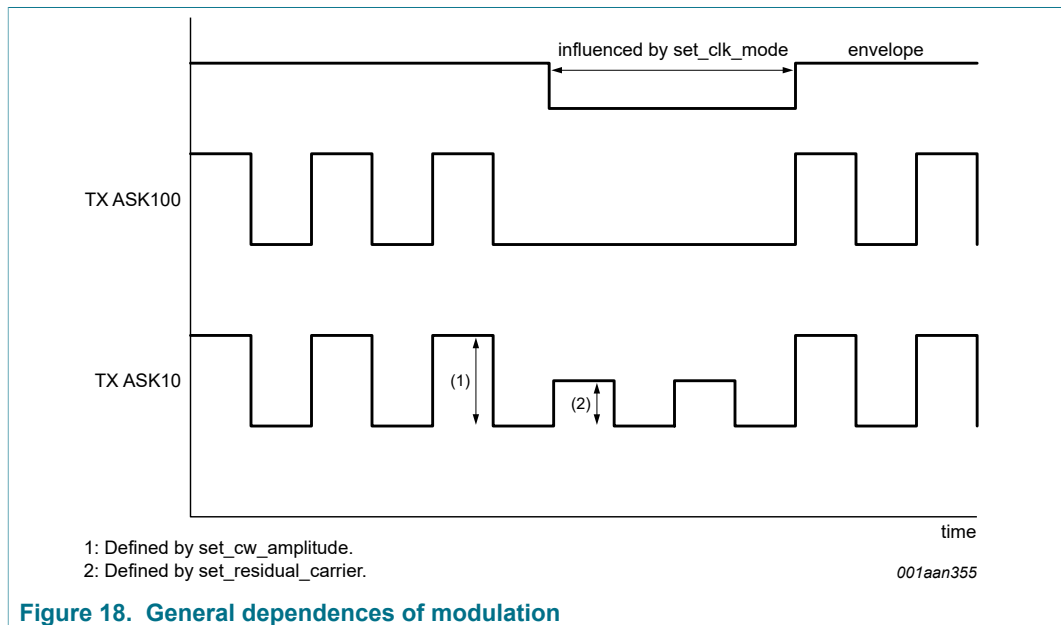 influenced by set_clk_mode
envelope
TX ASK100
TX ASK10
(1)
(2)
time
1: Defined by set_cw_amplitude.
2: Defined by set_residual_carrier.
001aan355
Figure 18. General dependences of modulation